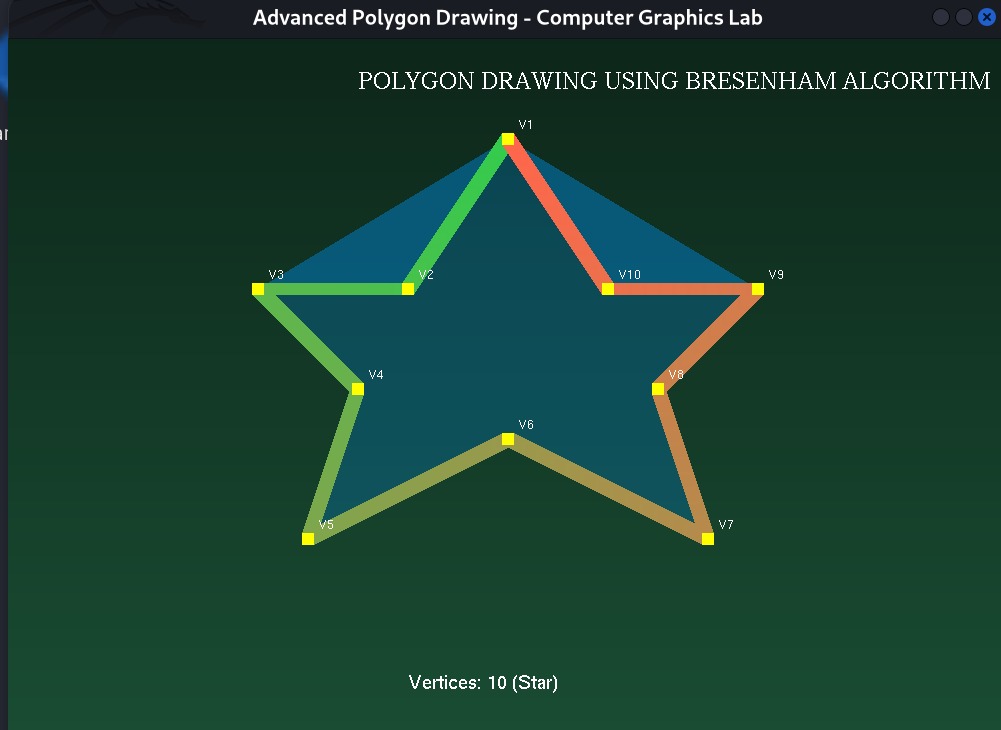 Advanced Polygon Drawing - Computer Graphics Lab
POLYGON DRAWING USING BRESENHAM ALGORITHM
V1
V3
V2
V10
V9
V4
V8
V6
V5
V7
Vertices: 10 (Star)